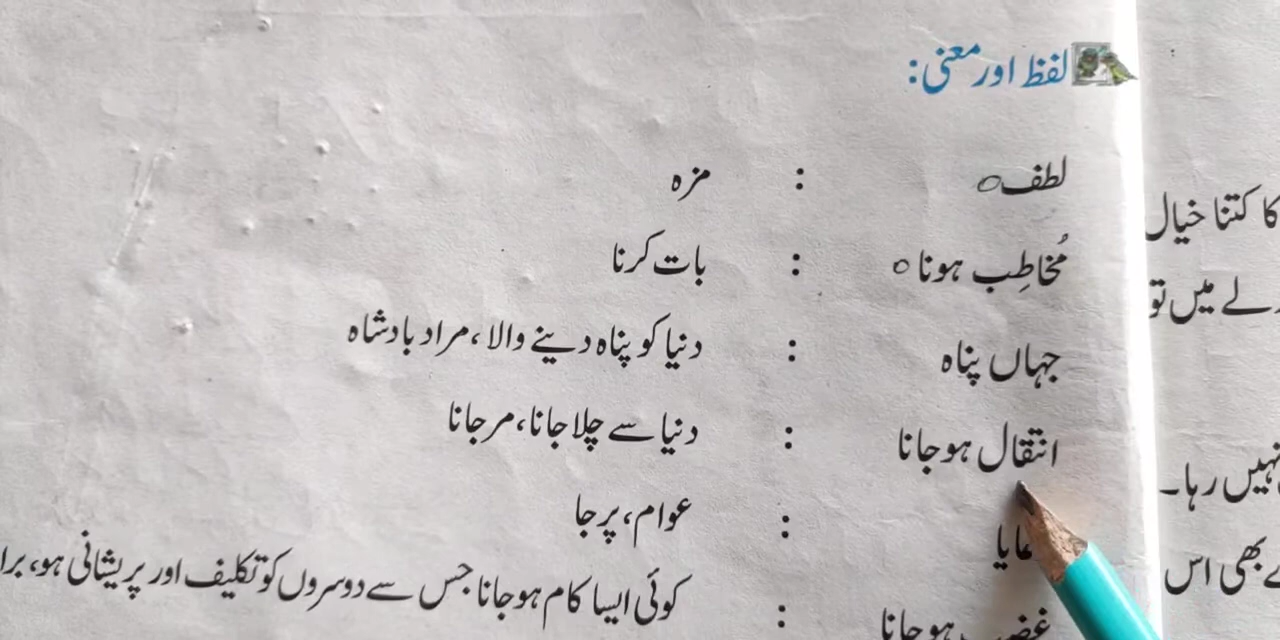 لفظ اور معنی:
لطف : مزہ
مُخاطِب ہونا : بات کرنا
جہاں پناہ : دنیا کو پناہ دینے والا، مراد بادشاہ
انتقال ہوجانا : دنیا سے چلا جانا، مرجانا
: عوام، پرجا
غضب ہوجانا : کوئی ایسا کام ہوجانا جس سے دوسروں کو تکلیف اور پریشانی ہو، برا
کا کتنا خیال
میں تو
نہیں رہا۔
بھی اس